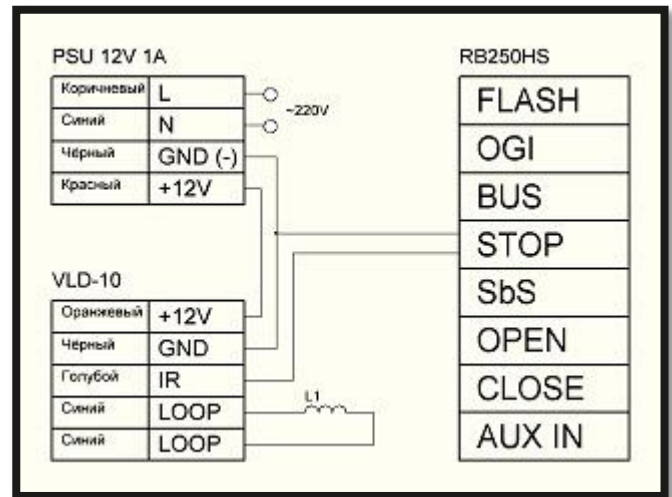 PSU 12V 1A
Коричневый L
Синий N
~220V
Чёрный GND (-)
Красный +12V
VLD-10
Оранжевый +12V
Чёрный GND
Голубой IR
Синий LOOP
Синий LOOP
L1
RB250HS
FLASH
OGI
BUS
STOP
SbS
OPEN
CLOSE
AUX IN